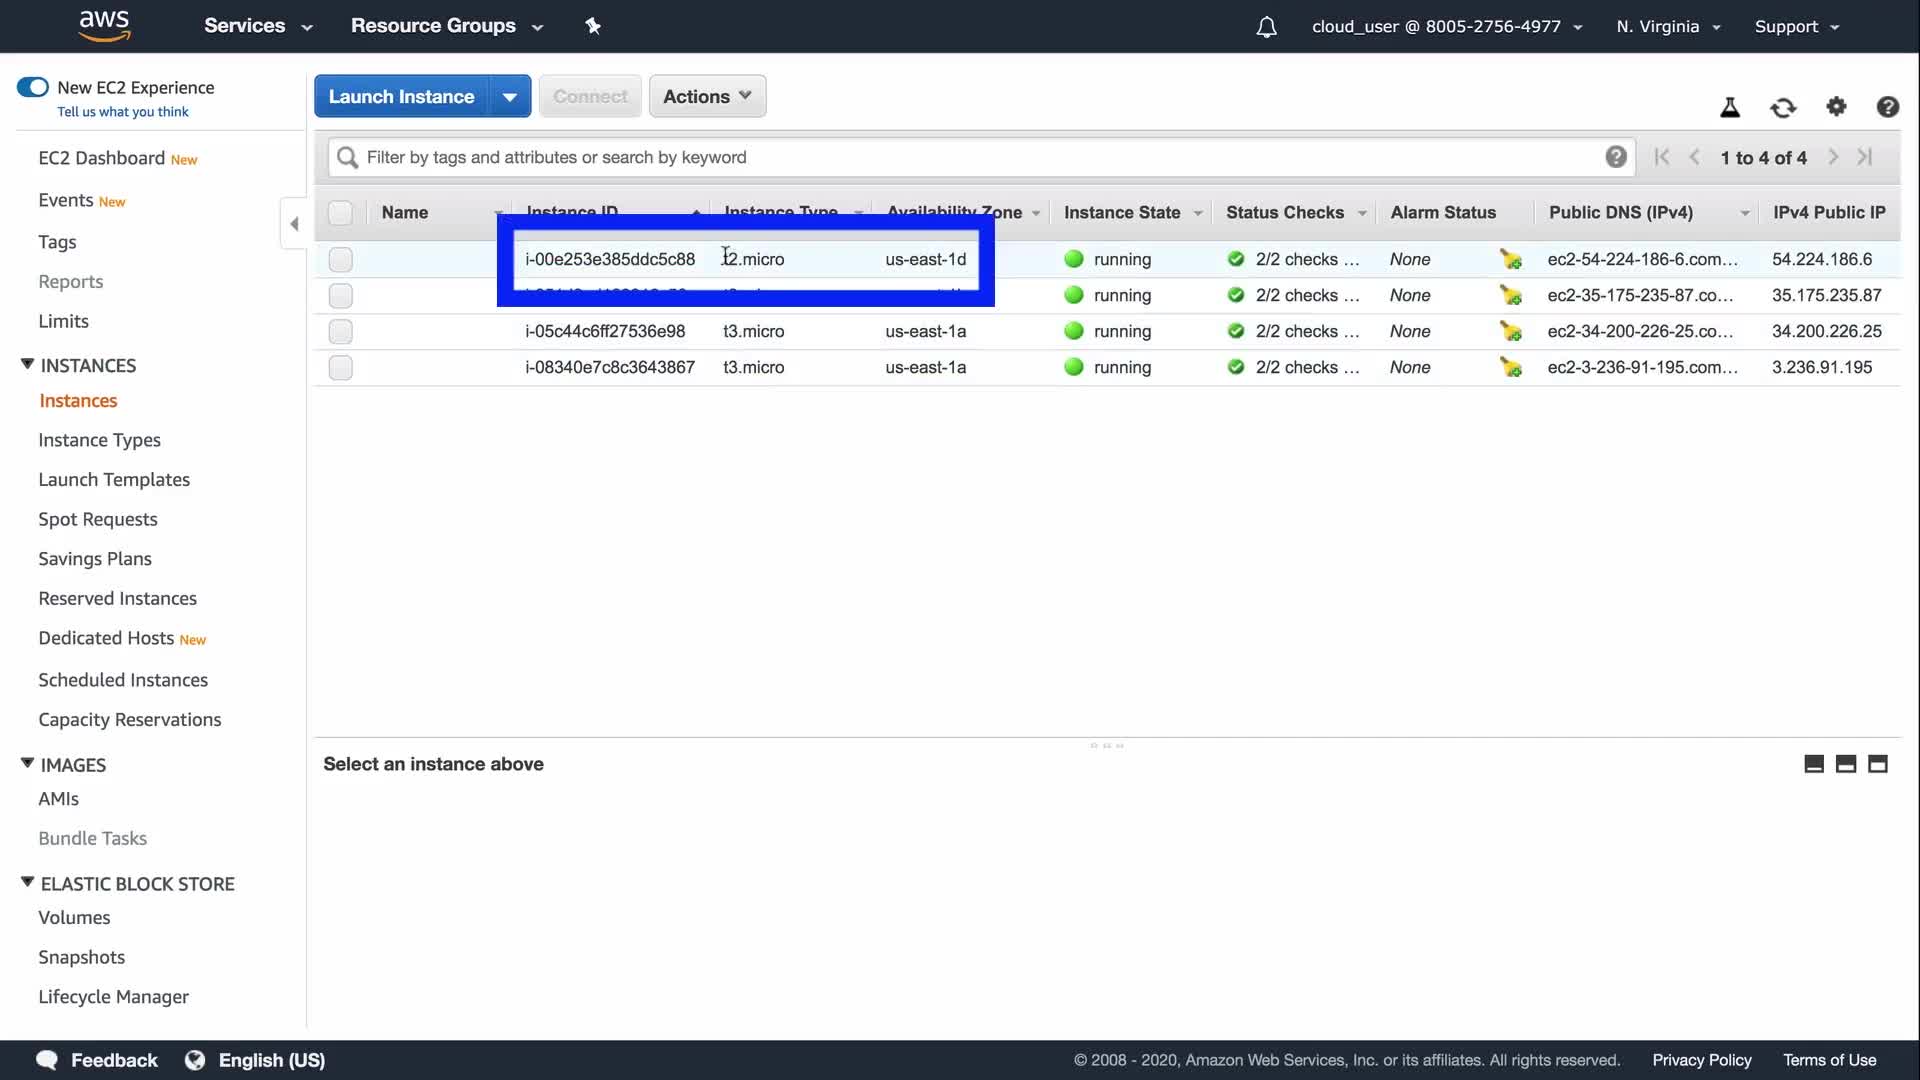 aws Services Resource Groups cloud_user @ 8005-2756-4977 N. Virginia Support
New EC2 Experience
Tell us what you think
EC2 Dashboard New
Events New
Tags
Reports
Limits
INSTANCES
Instances
Instance Types
Launch Templates
Spot Requests
Savings Plans
Reserved Instances
Dedicated Hosts New
Scheduled Instances
Capacity Reservations
IMAGES
AMIs
Bundle Tasks
ELASTIC BLOCK STORE
Volumes
Snapshots
Lifecycle Manager
Launch Instance Connect Actions
Filter by tags and attributes or search by keyword 1 to 4 of 4
Name Instance ID Instance Type Availability Zone Instance State Status Checks Alarm Status Public DNS (IPv4) IPv4 Public IP
i-00e253e385ddc5c88 t2.micro us-east-1d running 2/2 checks ... None ec2-54-224-186-6.com... 54.224.186.6
running 2/2 checks ... None ec2-35-175-235-87.co... 35.175.235.87
i-05c44c6ff27536e98 t3.micro us-east-1a running 2/2 checks ... None ec2-34-200-226-25.co... 34.200.226.25
i-08340e7c8c3643867 t3.micro us-east-1a running 2/2 checks ... None ec2-3-236-91-195.com... 3.236.91.195
Select an instance above
Feedback English (US) © 2008 - 2020, Amazon Web Services, Inc. or its affiliates. All rights reserved. Privacy Policy Terms of Use